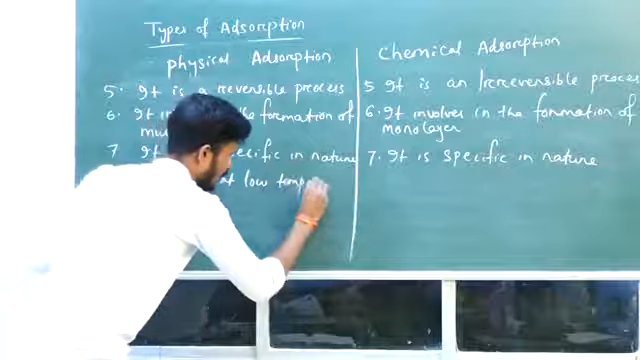 Types of Adsorption
physical Adsorption
5. It is a reversible process
6. It the formation of
7. It in nature
at low temp
Chemical Adsorption
5 It is an Irreversible process
6. It involves in the formation of
monolayer
7. It is specific in nature